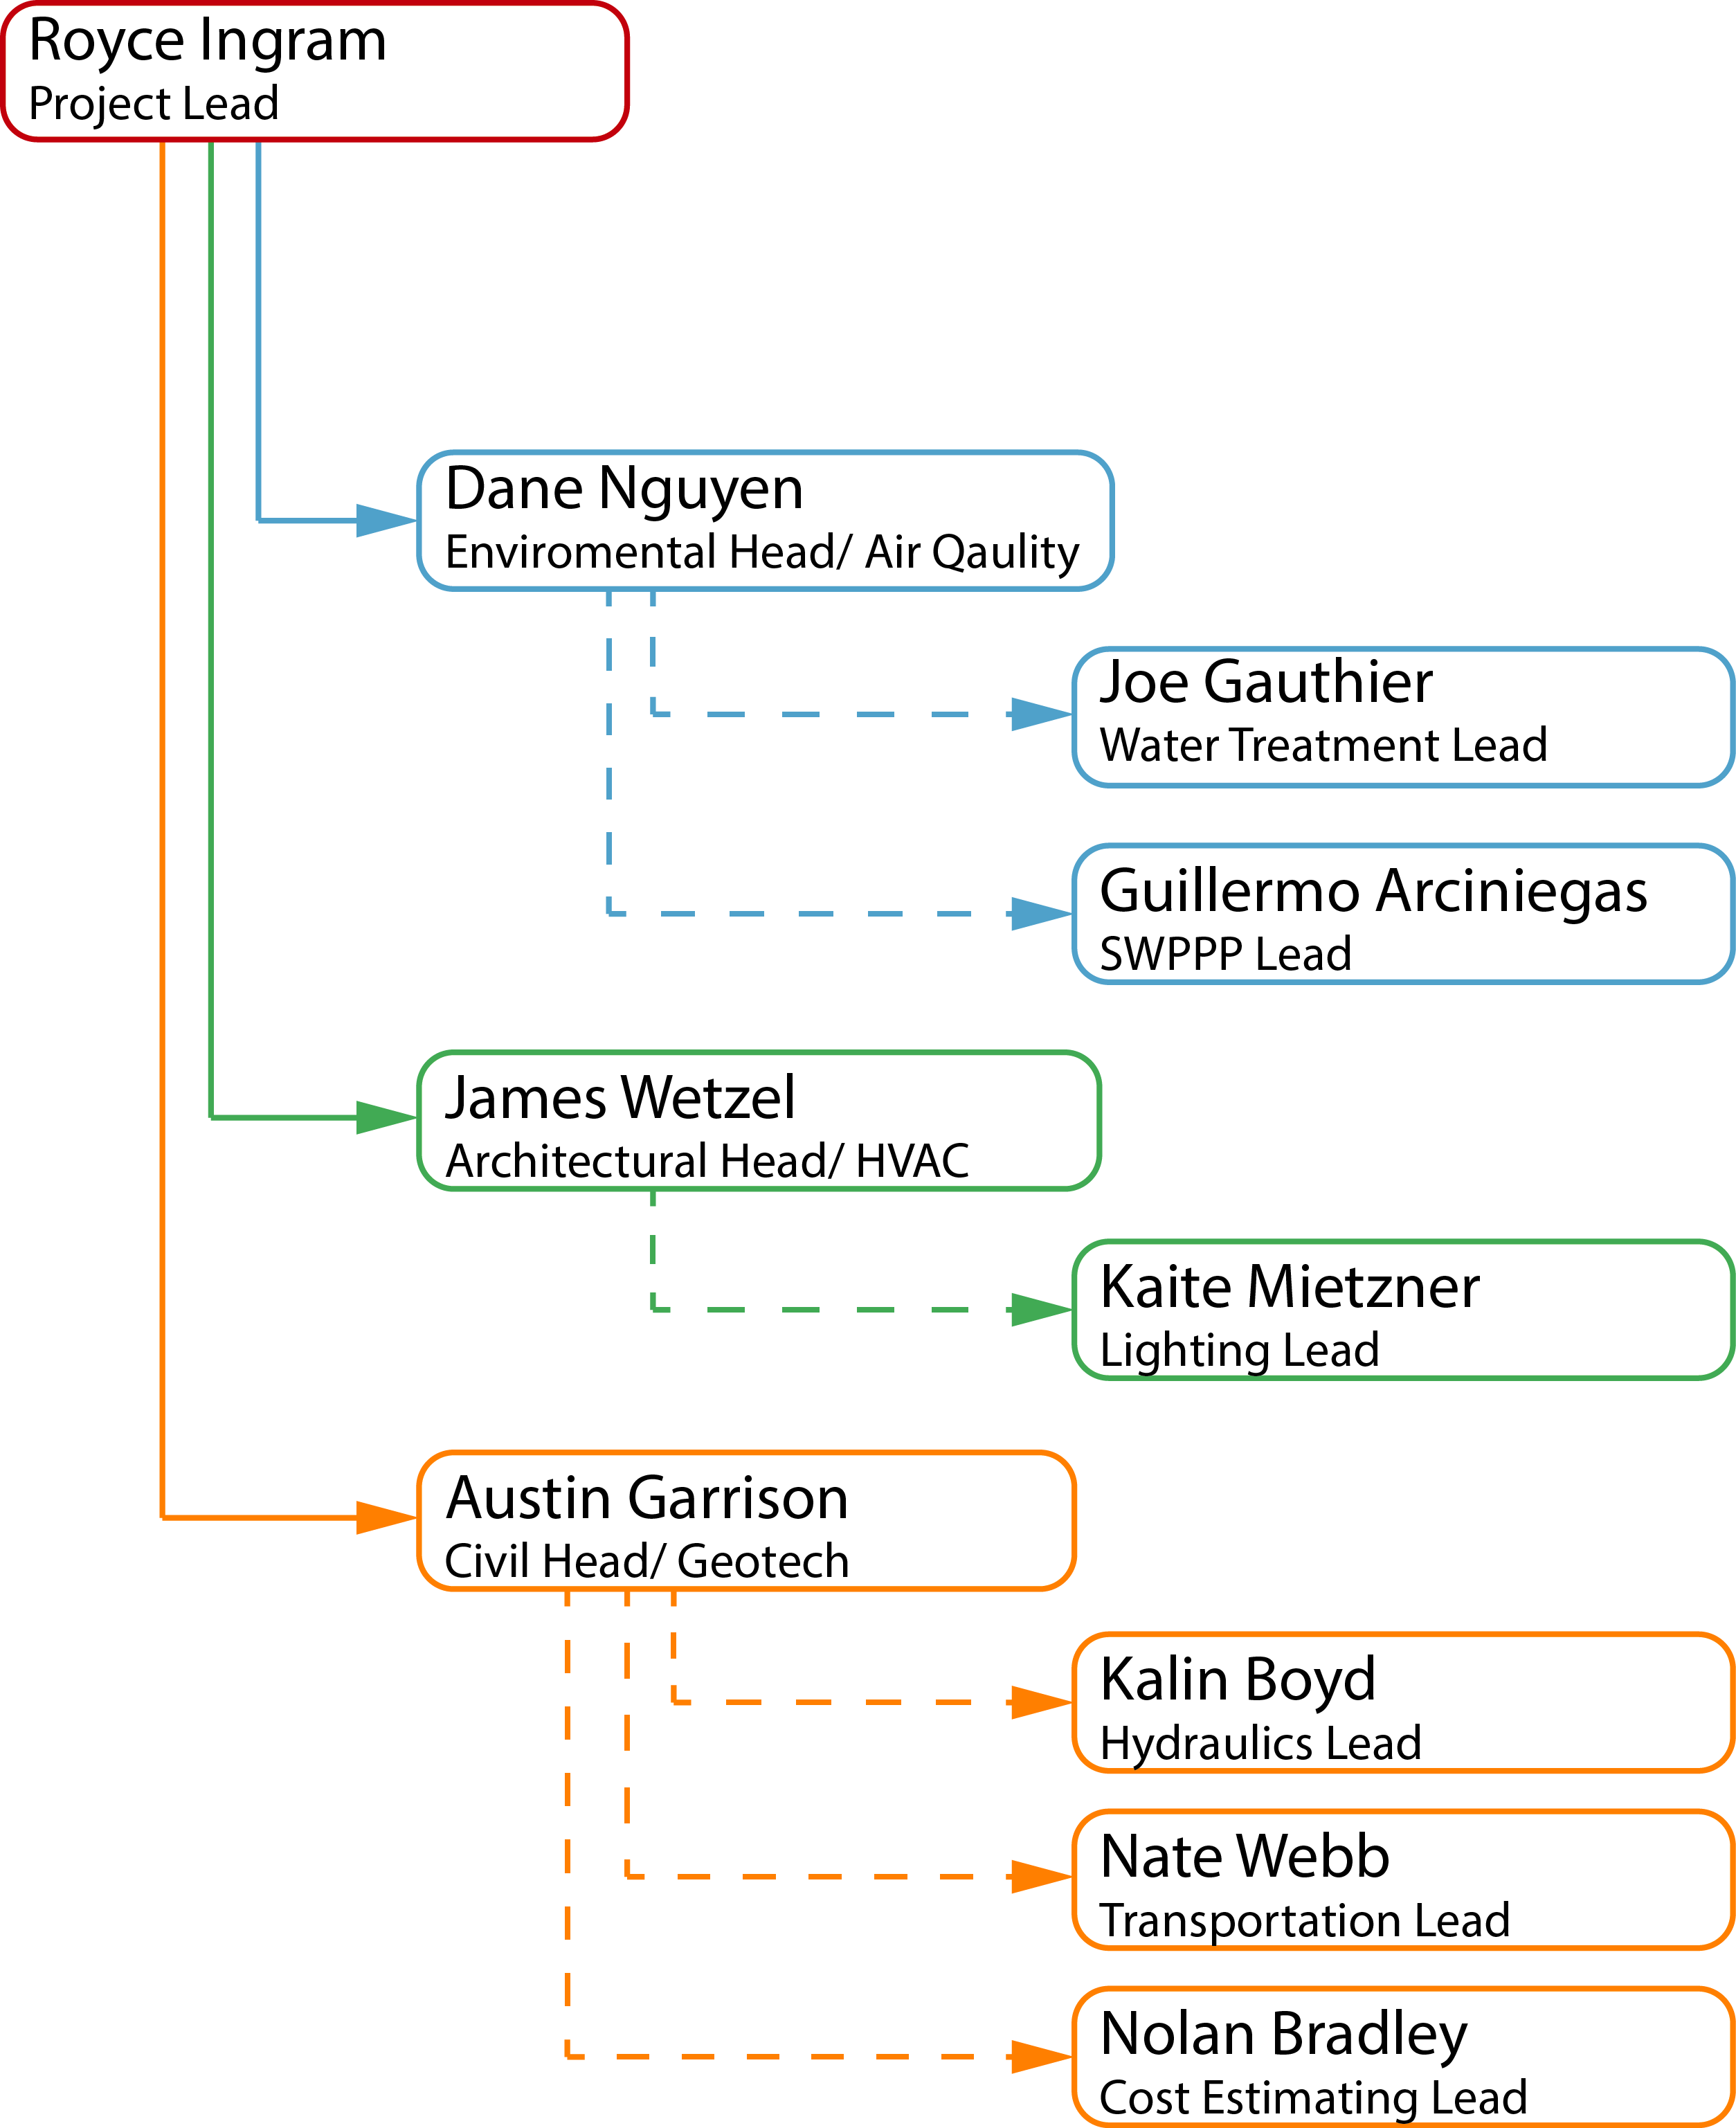 Royce Ingram
Project Lead
Dane Nguyen
Enviromental Head/ Air Qaulity
Joe Gauthier
Water Treatment Lead
Guillermo Arciniegas
SWPPP Lead
James Wetzel
Architectural Head/ HVAC
Kaite Mietzner
Lighting Lead
Austin Garrison
Civil Head/ Geotech
Kalin Boyd
Hydraulics Lead
Nate Webb
Transportation Lead
Nolan Bradley
Cost Estimating Lead